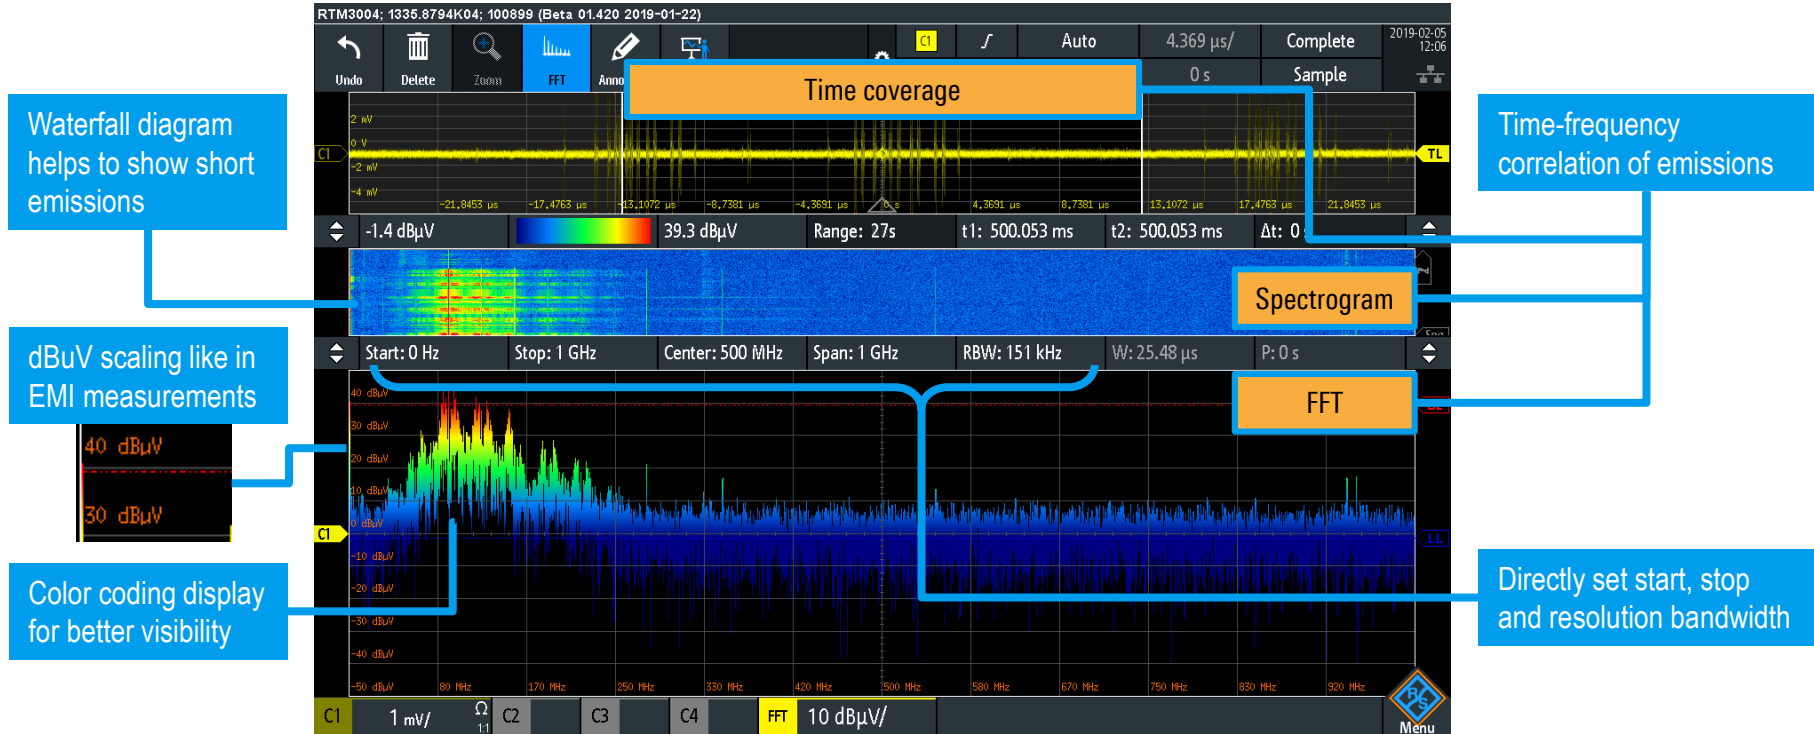 RTM3004; 1335.8794K04; 100899 (Beta 01.420 2019-01-22)
Undo
Delete
Zoom
FFT
C1
Auto
4.369 µs/
Complete
2019-02-05
12:06
0 s
Sample
Time coverage
Waterfall diagram
helps to show short
emissions
Time-frequency
correlation of emissions
2 mV
0 V
-2 mV
-4 mV
C1
TL
-21,8453 µs
-17,4763 µs
-13,1072 µs
-8,7381 µs
-4,3691 µs
0 s
4,3691 µs
8,7381 µs
13,1072 µs
17,4763 µs
21,8453 µs
-1.4 dBµV
39.3 dBµV
Range: 27s
t1: 500.053 ms
t2: 500.053 ms
Δt: 0 s
Spectrogram
dBuV scaling like in
EMI measurements
40 dBµV
30 dBµV
Start: 0 Hz
Stop: 1 GHz
Center: 500 MHz
Span: 1 GHz
RBW: 151 kHz
W: 25.48 µs
P: 0 s
FFT
40 dBµV
30 dBµV
20 dBµV
10 dBµV
0 dBµV
-10 dBµV
-20 dBµV
-30 dBµV
-40 dBµV
-50 dBµV
C1
LL
80 MHz
170 MHz
250 MHz
330 MHz
420 MHz
500 MHz
580 MHz
670 MHz
750 MHz
830 MHz
920 MHz
Color coding display
for better visibility
Directly set start, stop
and resolution bandwidth
C1
1 mV/
Ω
1:1
C2
C3
C4
FFT
10 dBµV/
R S
Menu